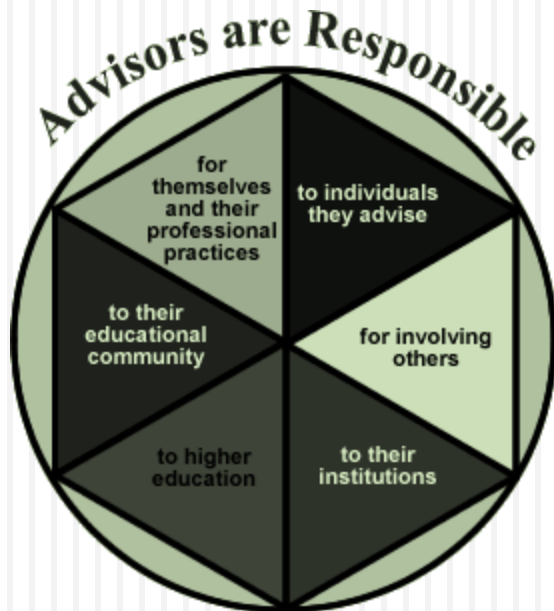 Advisors are Responsible
to individuals
they advise
for involving
others
to their
institutions
to higher
education
to their
educational
community
for
themselves
and their
professional
practices